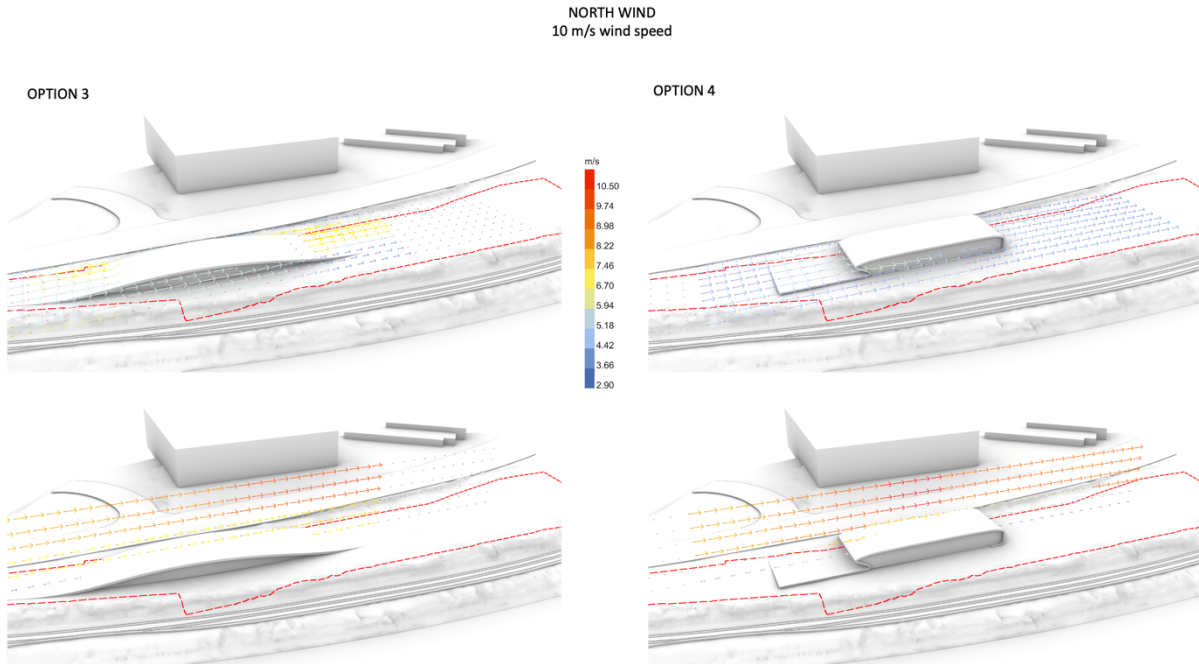 NORTH WIND
10 m/s wind speed
OPTION 3
OPTION 4
m/s
10.50
9.74
8.98
8.22
7.46
6.70
5.94
5.18
4.42
3.66
2.90